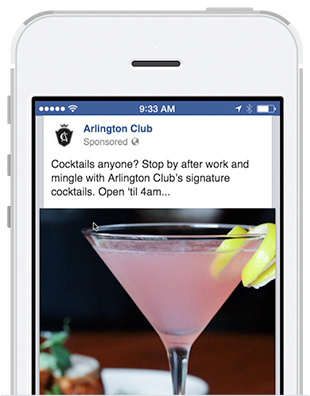 9:33 AM
Arlington Club
Sponsored
Cocktails anyone? Stop by after work and
mingle with Arlington Club's signature
cocktails. Open 'til 4am...